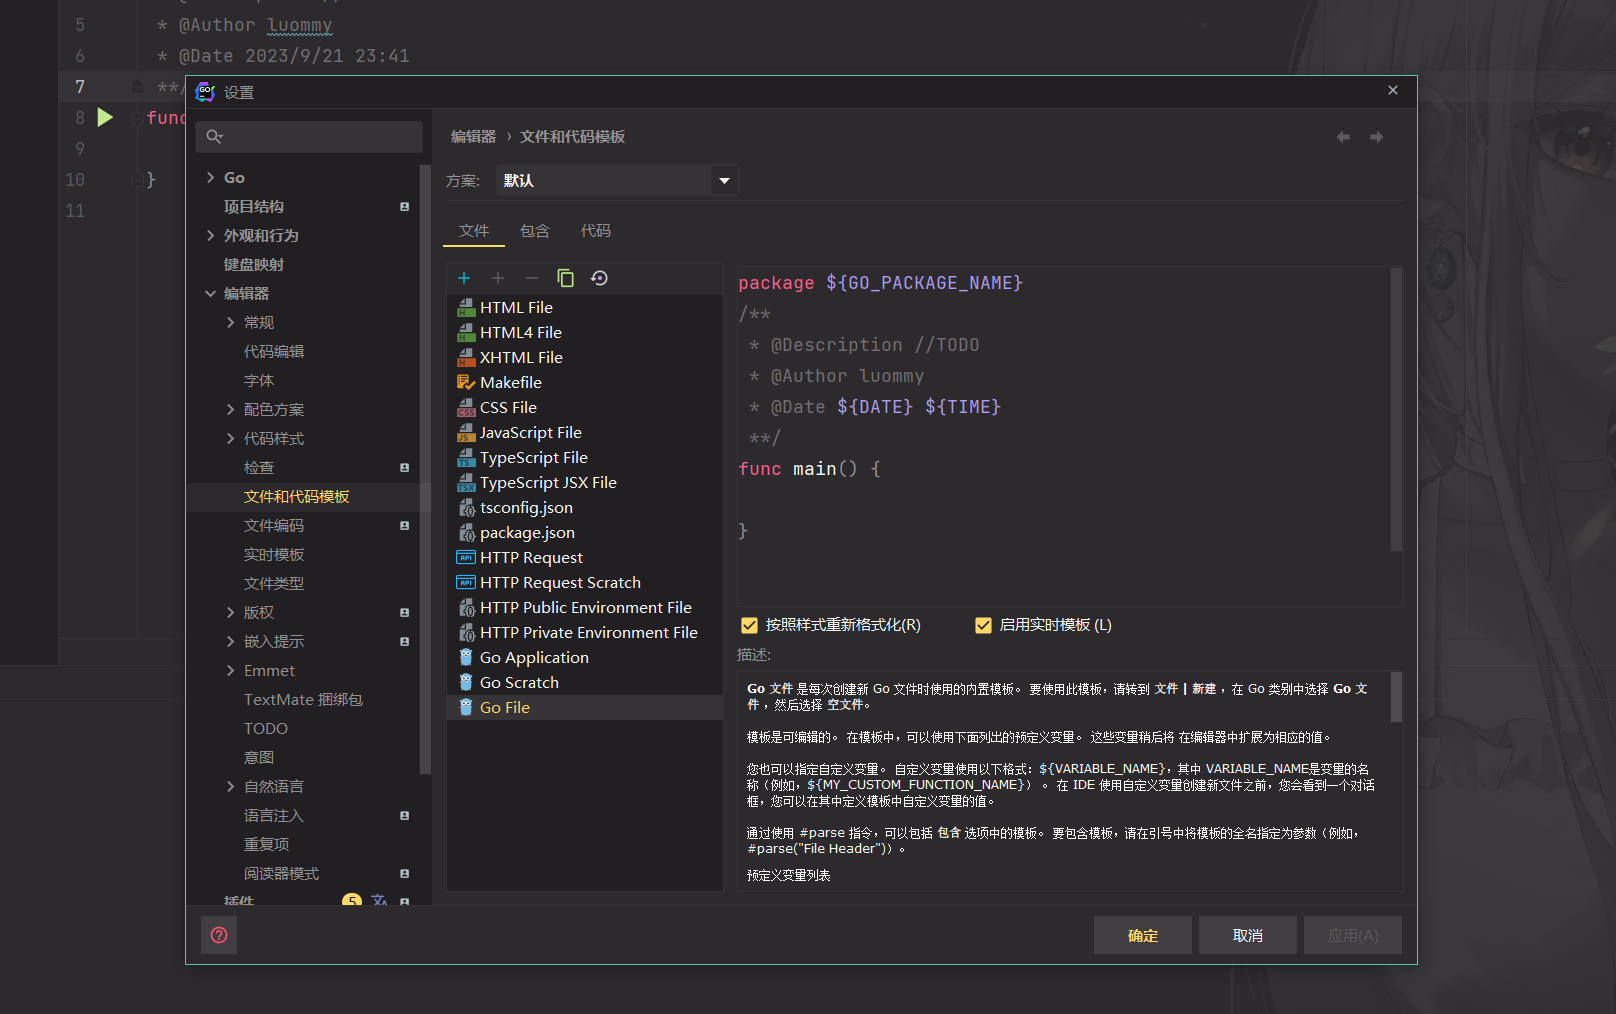 5 * @Author luommy
6 * @Date 2023/9/21 23:41
7 **/
8 func
9
10 }
11
设置
编辑器 › 文件和代码模板
方案: 默认
文件 包含 代码
Go
项目结构
外观和行为
键盘映射
编辑器
常规
代码编辑
字体
配色方案
代码样式
检查
文件和代码模板
文件编码
实时模板
文件类型
版权
嵌入提示
Emmet
TextMate 捆绑包
TODO
意图
自然语言
语言注入
重复项
阅读器模式
插件 5
HTML File
HTML4 File
XHTML File
Makefile
CSS File
JavaScript File
TypeScript File
TypeScript JSX File
tsconfig.json
package.json
HTTP Request
HTTP Request Scratch
HTTP Public Environment File
HTTP Private Environment File
Go Application
Go Scratch
Go File
package ${GO_PACKAGE_NAME}
/**
* @Description //TODO
* @Author luommy
* @Date ${DATE} ${TIME}
**/
func main() {
}
按照样式重新格式化(R) 启用实时模板 (L)
描述:
Go 文件 是每次创建新 Go 文件时使用的内置模板。 要使用此模板，请转到 文件 | 新建 ，在 Go 类别中选择 Go 文
件 ，然后选择 空文件。
模板是可编辑的。 在模板中，可以使用下面列出的预定义变量。 这些变量稍后将 在编辑器中扩展为相应的值。
您也可以指定自定义变量。 自定义变量使用以下格式：${VARIABLE_NAME}，其中 VARIABLE_NAME是变量的名
称（例如，${MY_CUSTOM_FUNCTION_NAME}） 。 在 IDE 使用自定义变量创建新文件之前，您会看到一个对话
框，您可以在其中定义模板中自定义变量的值。
通过使用 #parse 指令，可以包括 包含 选项中的模板。 要包含模板，请在引号中将模板的全名指定为参数（例如，
#parse("File Header")）。
预定义变量列表
确定 取消 应用(A)